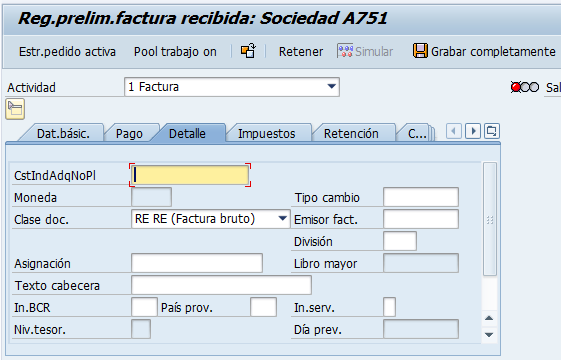 Reg.prelim.factura recibida: Sociedad A751
Estr.pedido activa Pool trabajo on Retener Simular Grabar completamente
Actividad 1 Factura Sal
Dat.básic. Pago Detalle Impuestos Retención C...
CstIndAdqNoPl
Moneda Tipo cambio
Clase doc. RE RE (Factura bruto) Emisor fact.
División
Asignación Libro mayor
Texto cabecera
In.BCR País prov. In.serv.
Niv.tesor. Día prev.